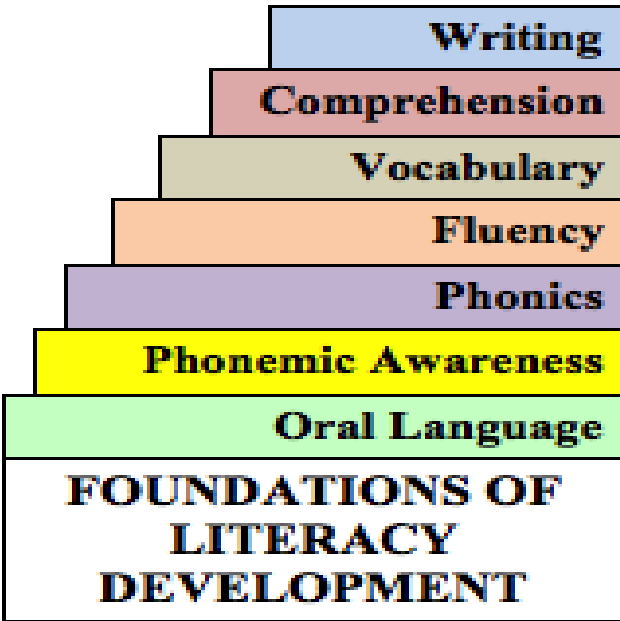 Writing
Comprehension
Vocabulary
Fluency
Phonics
Phonemic Awareness
Oral Language
FOUNDATIONS OF
LITERACY
DEVELOPMENT